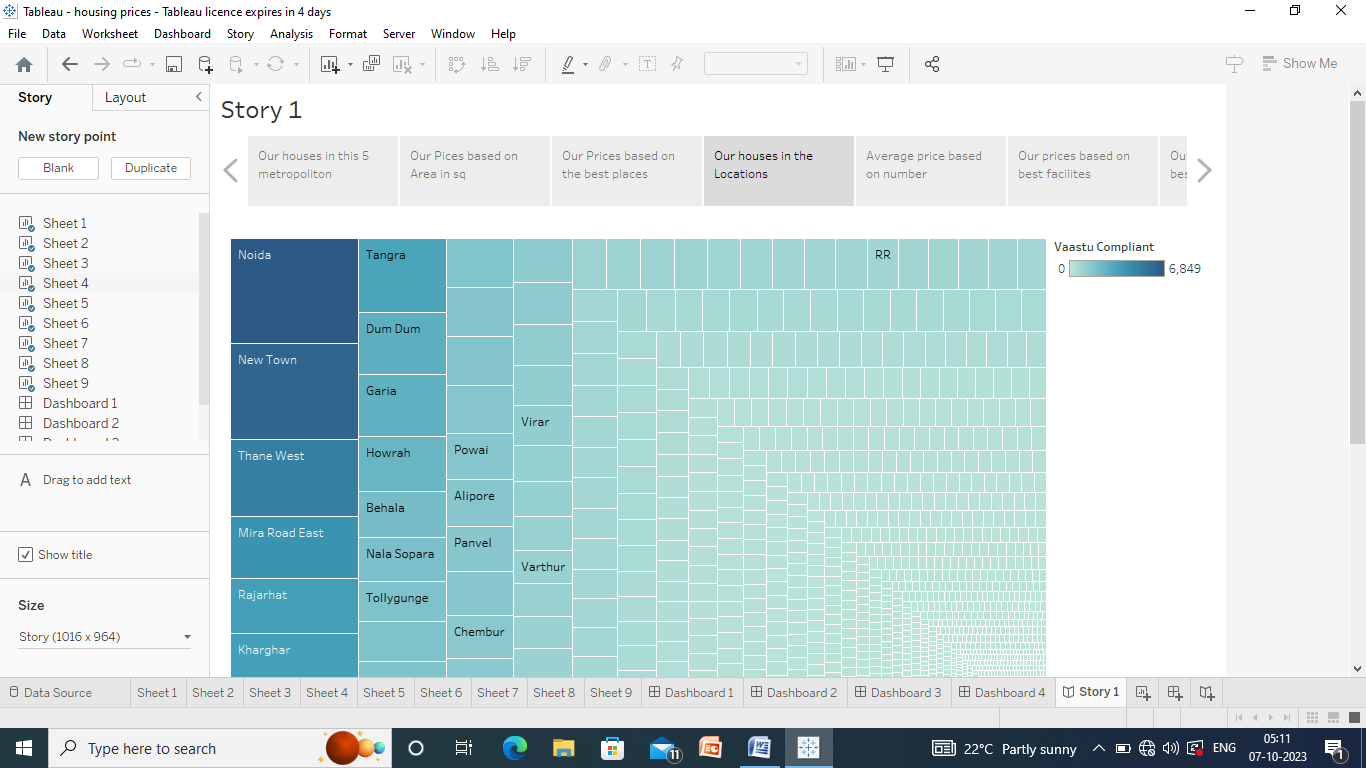 Tableau - housing prices - Tableau licence expires in 4 days
File Data Worksheet Dashboard Story Analysis Format Server Window Help
Show Me
Story Layout
New story point
Blank Duplicate
Sheet 1
Sheet 2
Sheet 3
Sheet 4
Sheet 5
Sheet 6
Sheet 7
Sheet 8
Sheet 9
Dashboard 1
Dashboard 2
A Drag to add text
Show title
Size
Story (1016 x 964)
Story 1
Our houses in this 5
metropoliton
Our Pices based on
Area in sq
Our Prices based on
the best places
Our houses in the
Locations
Average price based
on number
Our prices based on
best facilites
Ou
bes
Noida
New Town
Thane West
Mira Road East
Rajarhat
Kharghar
Tangra
Dum Dum
Garia
Howrah
Behala
Nala Sopara
Tollygunge
Powai
Alipore
Panvel
Chembur
Virar
Varthur
RR
Vaastu Compliant
0 6,849
Data Source Sheet 1 Sheet 2 Sheet 3 Sheet 4 Sheet 5 Sheet 6 Sheet 7 Sheet 8 Sheet 9 Dashboard 1 Dashboard 2 Dashboard 3 Dashboard 4 Story 1
Type here to search
11
22°C Partly sunny
ENG
05:11
07-10-2023
1